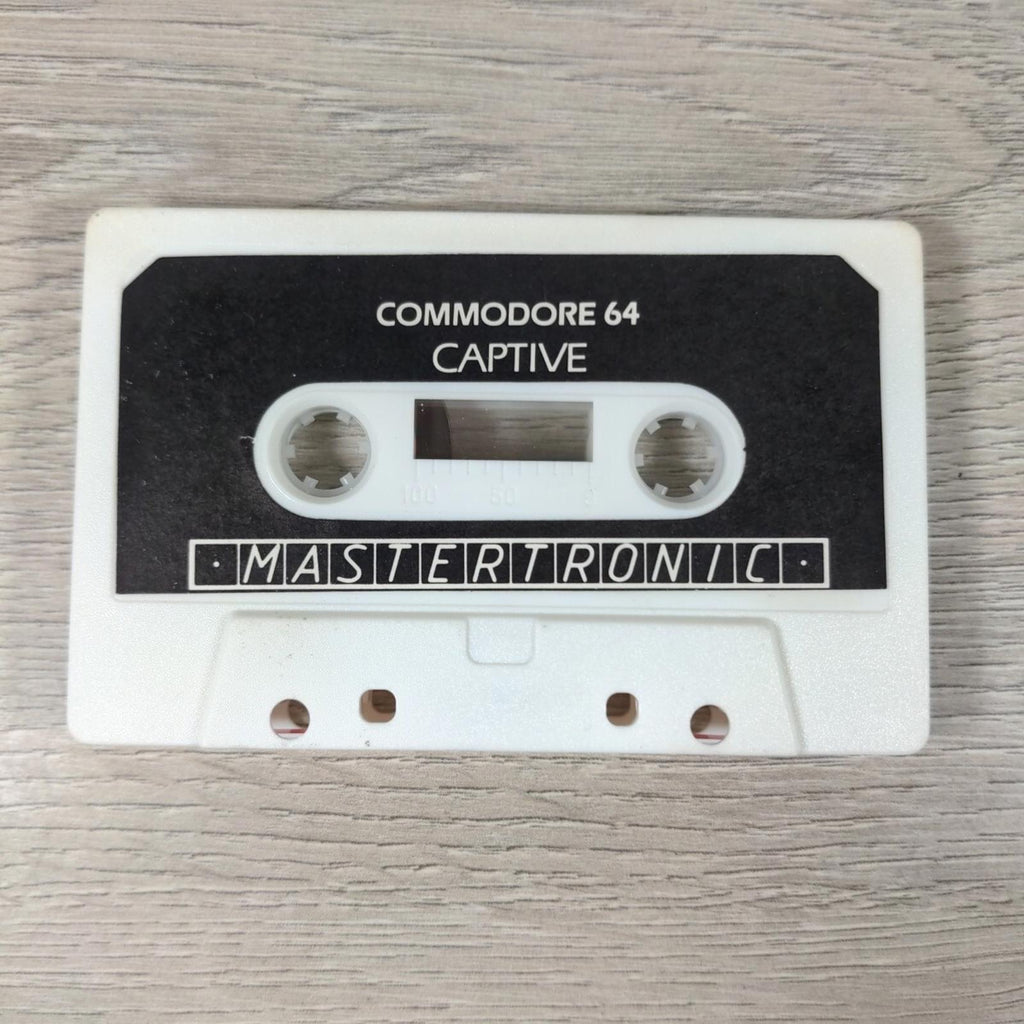 COMMODORE 64
CAPTIVE
100 50 0
· MASTERTRONIC ·